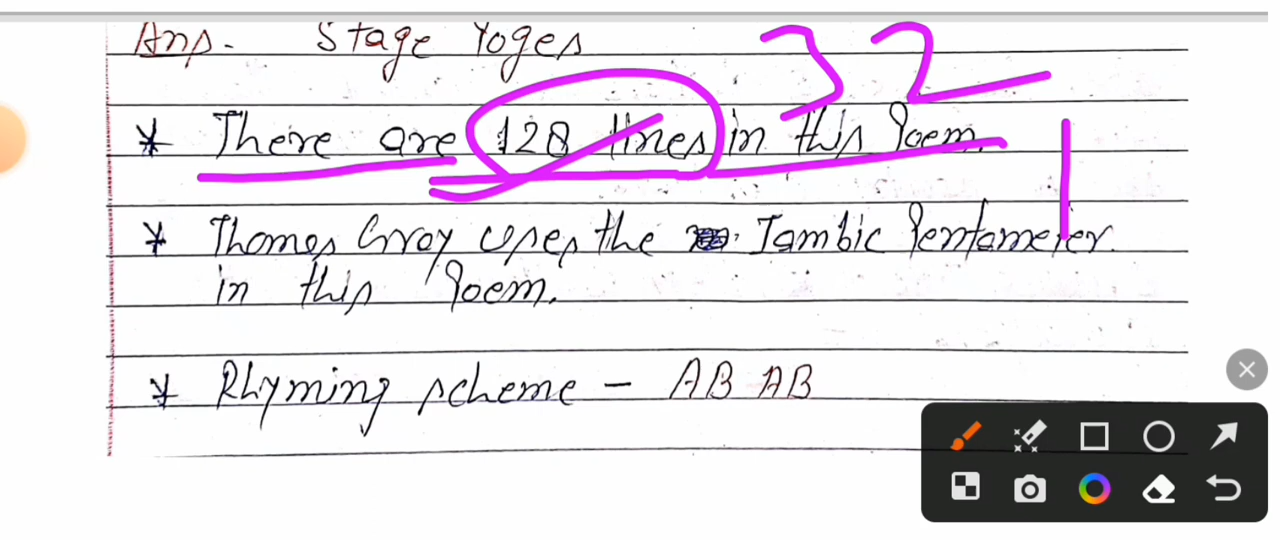 Ans. Stage Poges
32
* There are 128 lines in this Poem.
* Thomas Gray uses the Iambic Pentameter.
in this Poem.
* Rhyming scheme - AB AB